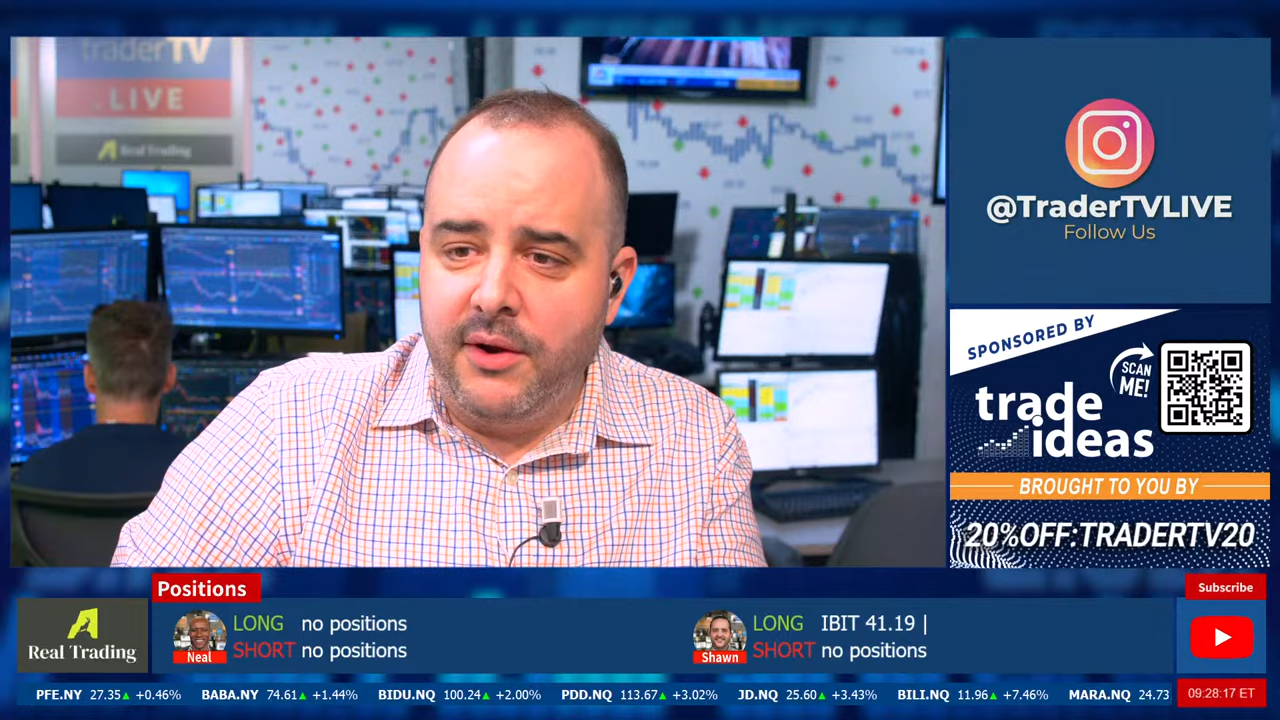 traderTV
.LIVE
Real Trading
@TraderTVLIVE
Follow Us
SPONSORED BY
SCAN
ME!
trade
ideas
BROUGHT TO YOU BY
20%OFF:TRADERTV20
Positions
Subscribe
Real Trading
LONG no positions
SHORT no positions
Neal
LONG IBIT 41.19 |
SHORT no positions
Shawn
PFE.NY 27.35▲ +0.46% BABA.NY 74.61▲ +1.44% BIDU.NQ 100.24▲ +2.00% PDD.NQ 113.67▲ +3.02% JD.NQ 25.60▲ +3.43% BILI.NQ 11.96▲ +7.46% MARA.NQ 24.73
09:28:17 ET